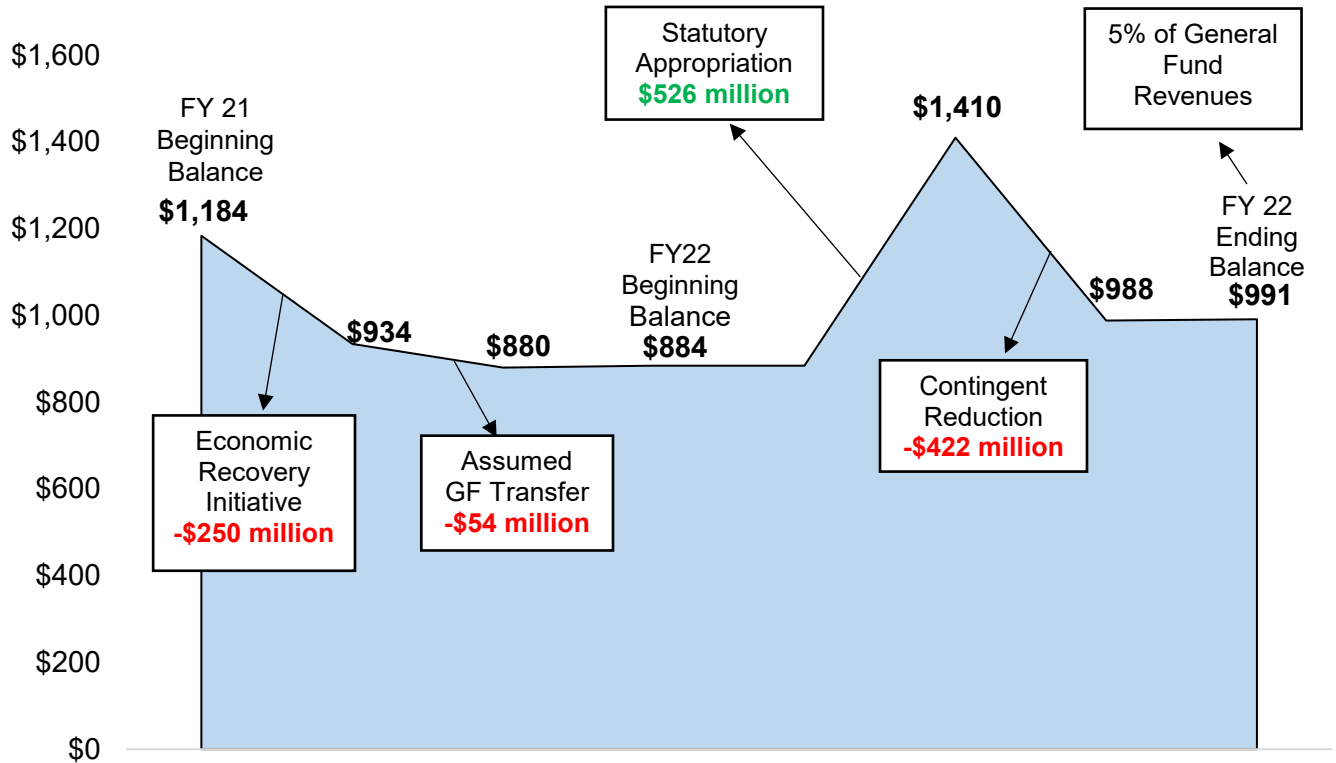 $1,600
$1,400
$1,200
$1,000
$800
$600
$400
$200
$0
FY 21
Beginning
Balance
$1,184
Economic
Recovery
Initiative
-$250 million
$934
Assumed
GF Transfer
-$54 million
$880
FY22
Beginning
Balance
$884
Statutory
Appropriation
$526 million
$1,410
Contingent
Reduction
-$422 million
$988
5% of General
Fund
Revenues
FY 22
Ending
Balance
$991